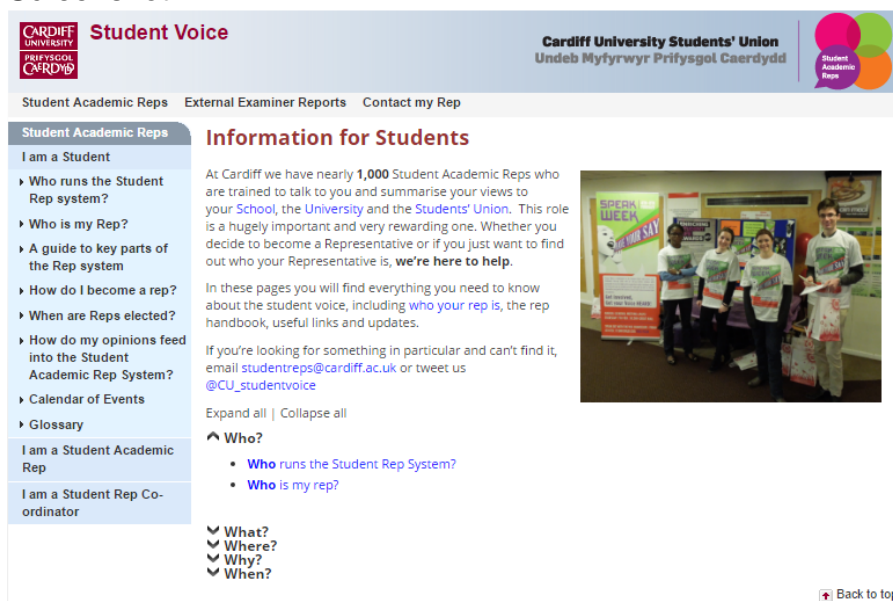 CARDIFF
UNIVERSITY
PRIFYSGOL
CAERDYDD
Student Voice
Cardiff University Students' Union
Undeb Myfyrwyr Prifysgol Caerdydd
Student
Academic
Reps
Student Academic Reps External Examiner Reports Contact my Rep
Student Academic Reps
I am a Student
Who runs the Student
Rep system?
Who is my Rep?
A guide to key parts of
the Rep system
How do I become a rep?
When are Reps elected?
How do my opinions feed
into the Student
Academic Rep System?
Calendar of Events
Glossary
I am a Student Academic
Rep
I am a Student Rep Co-
ordinator
Information for Students
At Cardiff we have nearly 1,000 Student Academic Reps who
are trained to talk to you and summarise your views to
your School, the University and the Students' Union. This role
is a hugely important and very rewarding one. Whether you
decide to become a Representative or if you just want to find
out who your Representative is, we're here to help.
In these pages you will find everything you need to know
about the student voice, including who your rep is, the rep
handbook, useful links and updates.
If you're looking for something in particular and can't find it,
email studentreps@cardiff.ac.uk or tweet us
@CU_studentvoice
Expand all | Collapse all
Who?
• Who runs the Student Rep System?
• Who is my rep?
What?
Where?
Why?
When?
SPEAK
WEEK
HAVE YOUR SAY
Back to top